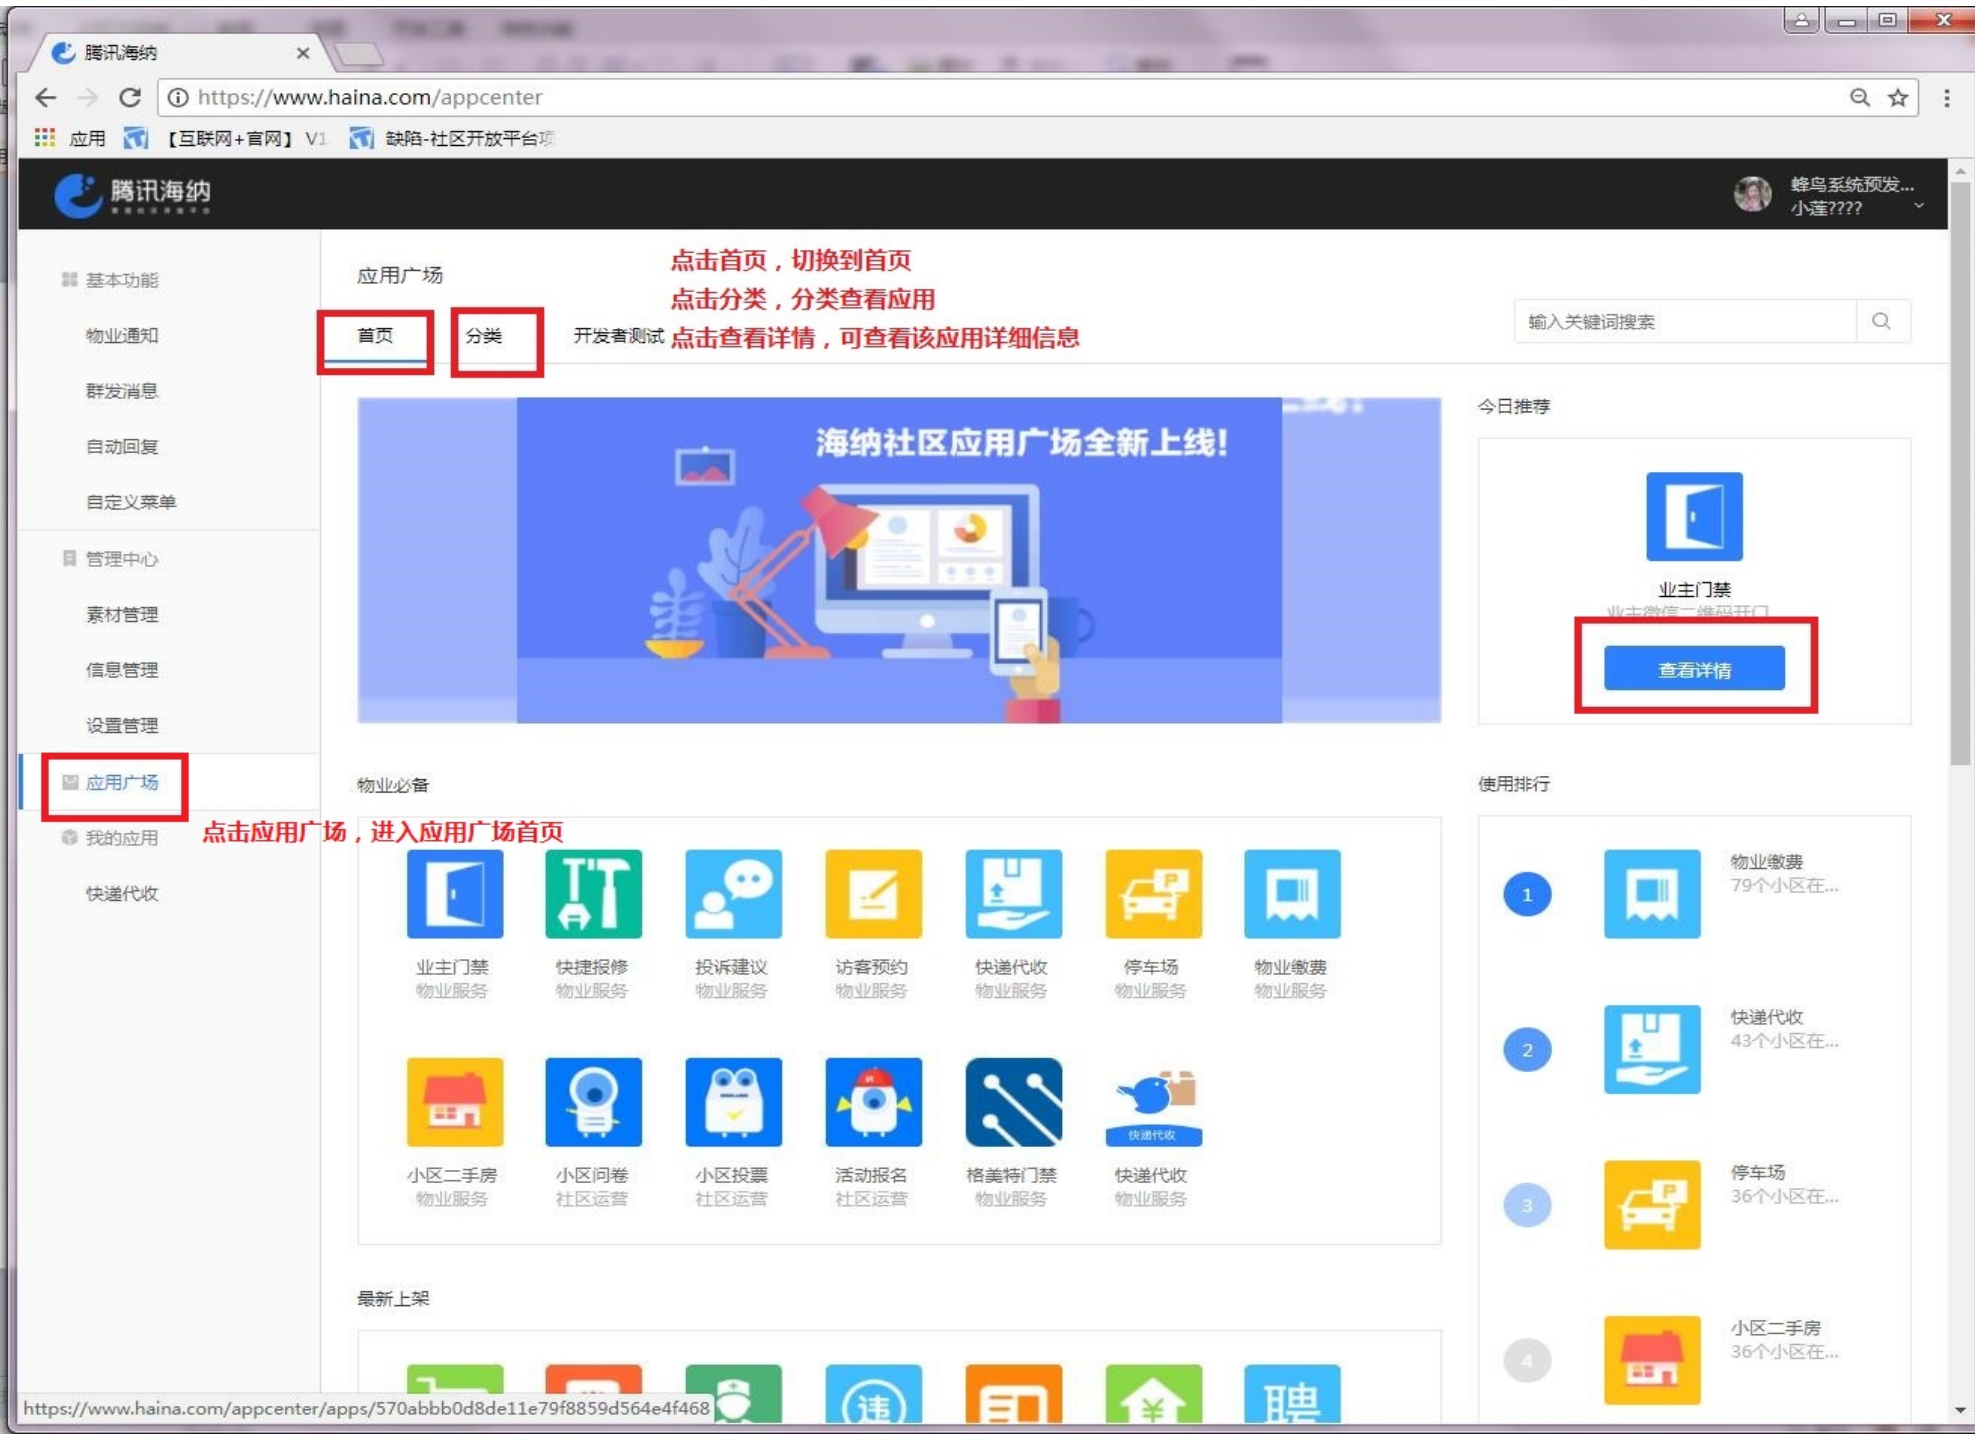 腾讯海纳
https://www.haina.com/appcenter
应用
【互联网+官网】 V1
缺陷-社区开放平台项
腾讯海纳
蜂鸟系统预发...
小莲????
基本功能
物业通知
群发消息
自动回复
自定义菜单
管理中心
素材管理
信息管理
设置管理
应用广场
我的应用
快递代收
点击应用广场，进入应用广场首页
应用广场
点击首页，切换到首页
点击分类，分类查看应用
首页 分类 开发者测试 点击查看详情，可查看该应用详细信息
输入关键词搜索
海纳社区应用广场全新上线!
今日推荐
业主门禁
业主微信二维码开门
查看详情
物业必备
业主门禁 快捷报修 投诉建议 访客预约 快递代收 停车场 物业缴费
物业服务 物业服务 物业服务 物业服务 物业服务 物业服务 物业服务
快递代收
小区二手房 小区问卷 小区投票 活动报名 格美特门禁 快递代收
物业服务 社区运营 社区运营 社区运营 物业服务 物业服务
使用排行
1 物业缴费
79个小区在...
2 快递代收
43个小区在...
3 停车场
36个小区在...
4 小区二手房
36个小区在...
最新上架
违
聘
https://www.haina.com/appcenter/apps/570abbb0d8de11e79f8859d564e4f468